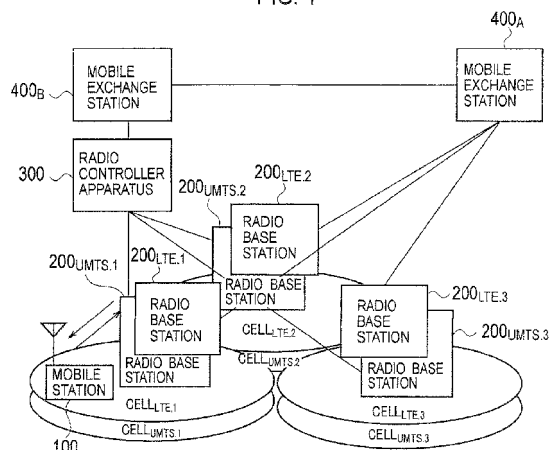 400A
MOBILE
EXCHANGE
STATION
400B
MOBILE
EXCHANGE
STATION
RADIO
CONTROLLER
APPARATUS
300
200UMTS.2
200LTE.2
RADIO
BASE
STATION
RADIO BASE
STATION
200UMTS.1
200LTE.1
RADIO
BASE
STATION
RADIO BASE
STATION
200LTE.3
RADIO
BASE
STATION
200UMTS.3
RADIO BASE
STATION
CELLLTE.2
CELLUMTS.2
MOBILE
STATION
100
CELLLTE.1
CELLUMTS.1
CELLLTE.3
CELLUMTS.3